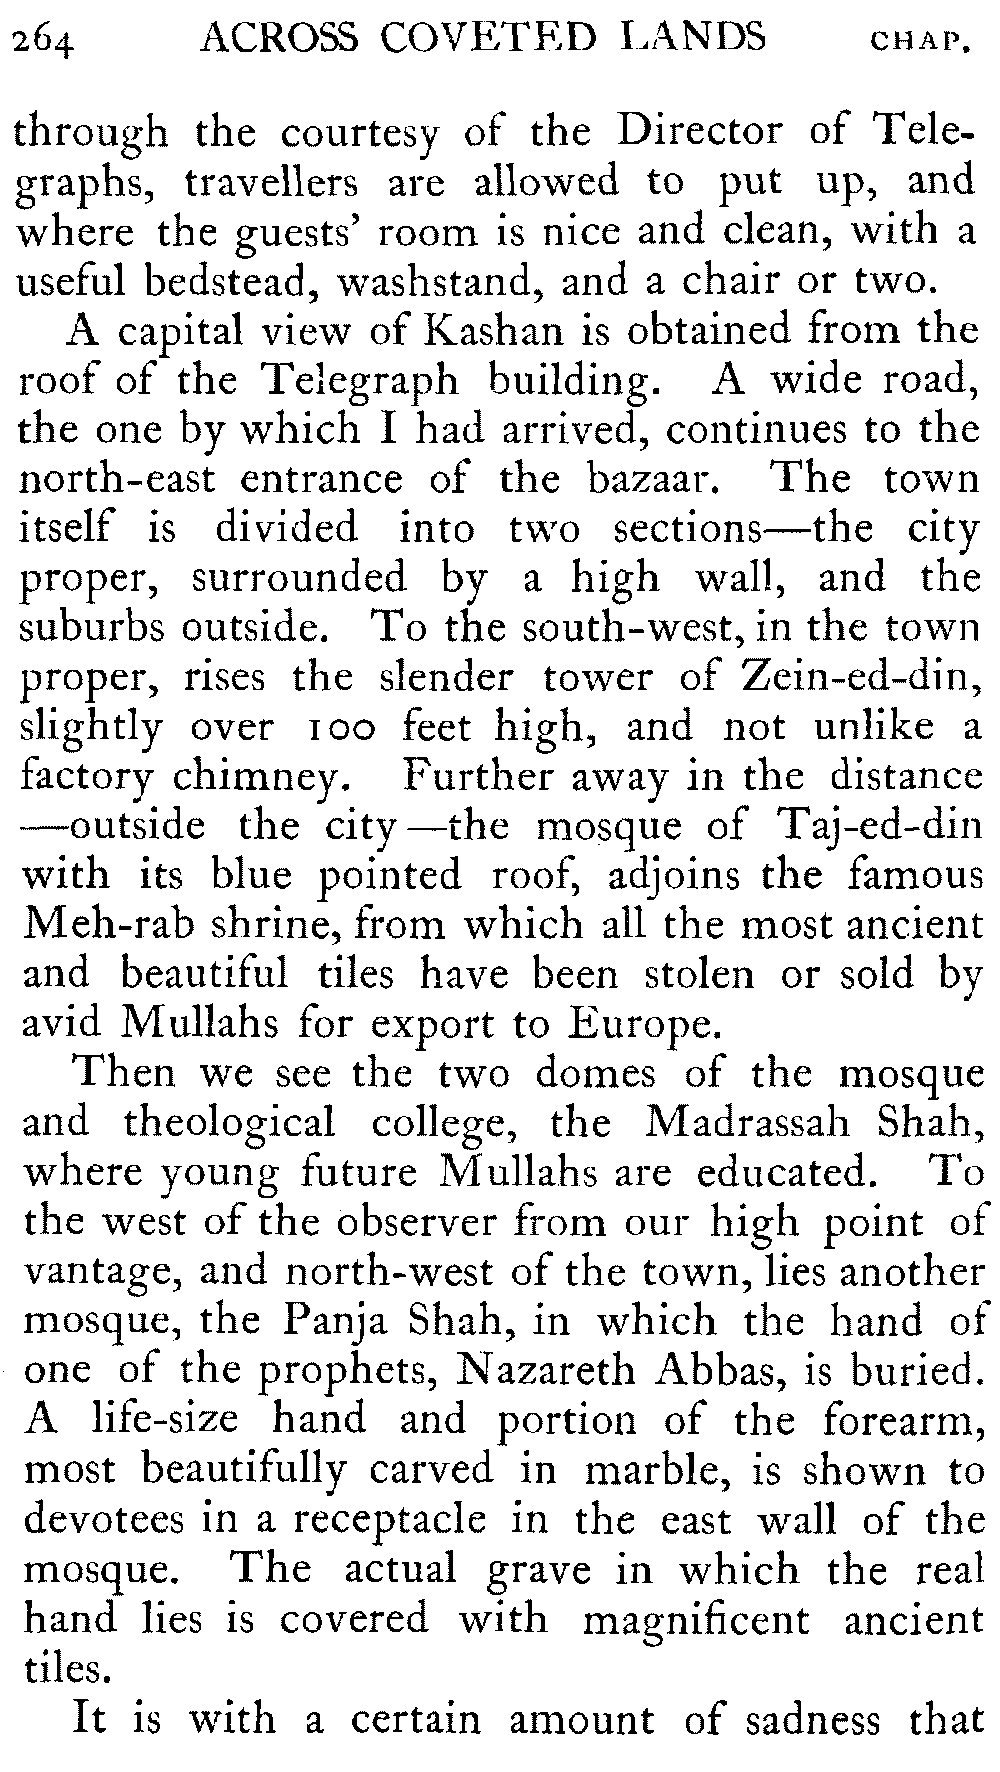 264 ACROSS COVETED LANDS CHAP.
through the courtesy of the Director of Tele-
graphs, travellers are allowed to put up, and
where the guests’ room is nice and clean, with a
useful bedstead, washstand, and a chair or two.
A capital view of Kashan is obtained from the
roof of the Telegraph building. A wide road,
the one by which I had arrived, continues to the
north-east entrance of the bazaar. The town
itself is divided into two sections—the city
proper, surrounded by a high wall, and the
suburbs outside. To the south-west, in the town
proper, rises the slender tower of Zein-ed-din,
slightly over 100 feet high, and not unlike a
factory chimney. Further away in the distance
—outside the city—the mosque of Taj-ed-din
with its blue pointed roof, adjoins the famous
Meh-rab shrine, from which all the most ancient
and beautiful tiles have been stolen or sold by
avid Mullahs for export to Europe.
Then we see the two domes of the mosque
and theological college, the Madrassah Shah,
where young future Mullahs are educated. To
the west of the observer from our high point of
vantage, and north-west of the town, lies another
mosque, the Panja Shah, in which the hand of
one of the prophets, Nazareth Abbas, is buried.
A life-size hand and portion of the forearm,
most beautifully carved in marble, is shown to
devotees in a receptacle in the east wall of the
mosque. The actual grave in which the real
hand lies is covered with magnificent ancient
tiles.
It is with a certain amount of sadness that